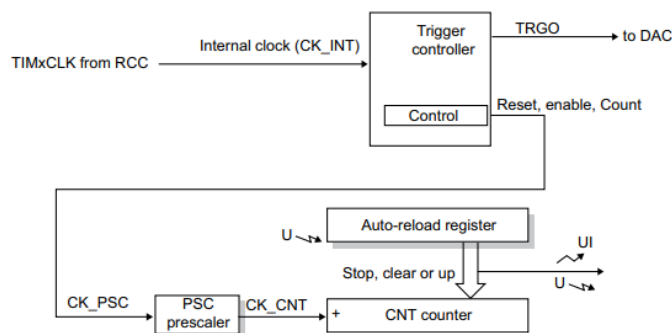 Trigger
controller
TRGO
to DAC
Internal clock (CK_INT)
TIMxCLK from RCC
Control
Reset, enable, Count
Auto-reload register
U
UI
Stop, clear or up
U
CK_PSC
PSC
prescaler
CK_CNT
+
CNT counter